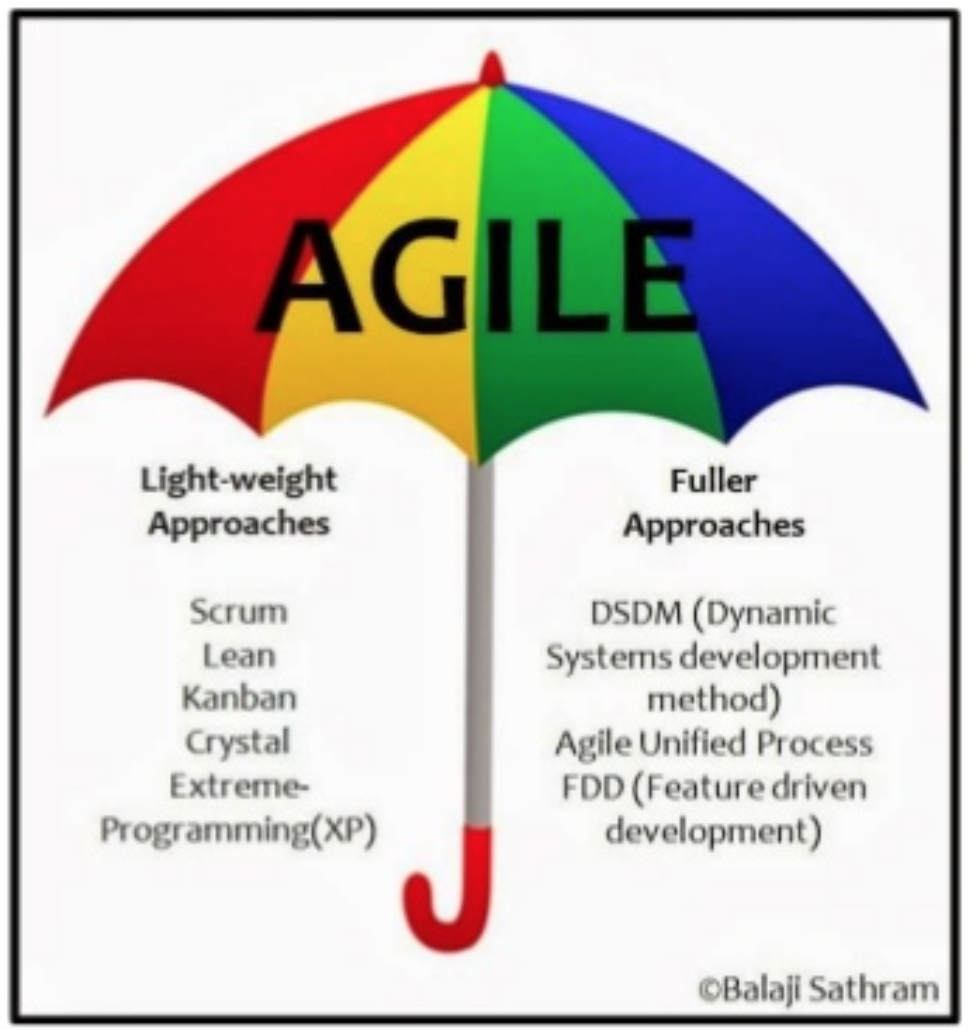 AGILE
Light-weight
Approaches
Scrum
Lean
Kanban
Crystal
Extreme-
Programming(XP)
Fuller
Approaches
DSDM (Dynamic
Systems development
method)
Agile Unified Process
FDD (Feature driven
development)
©Balaji Sathram